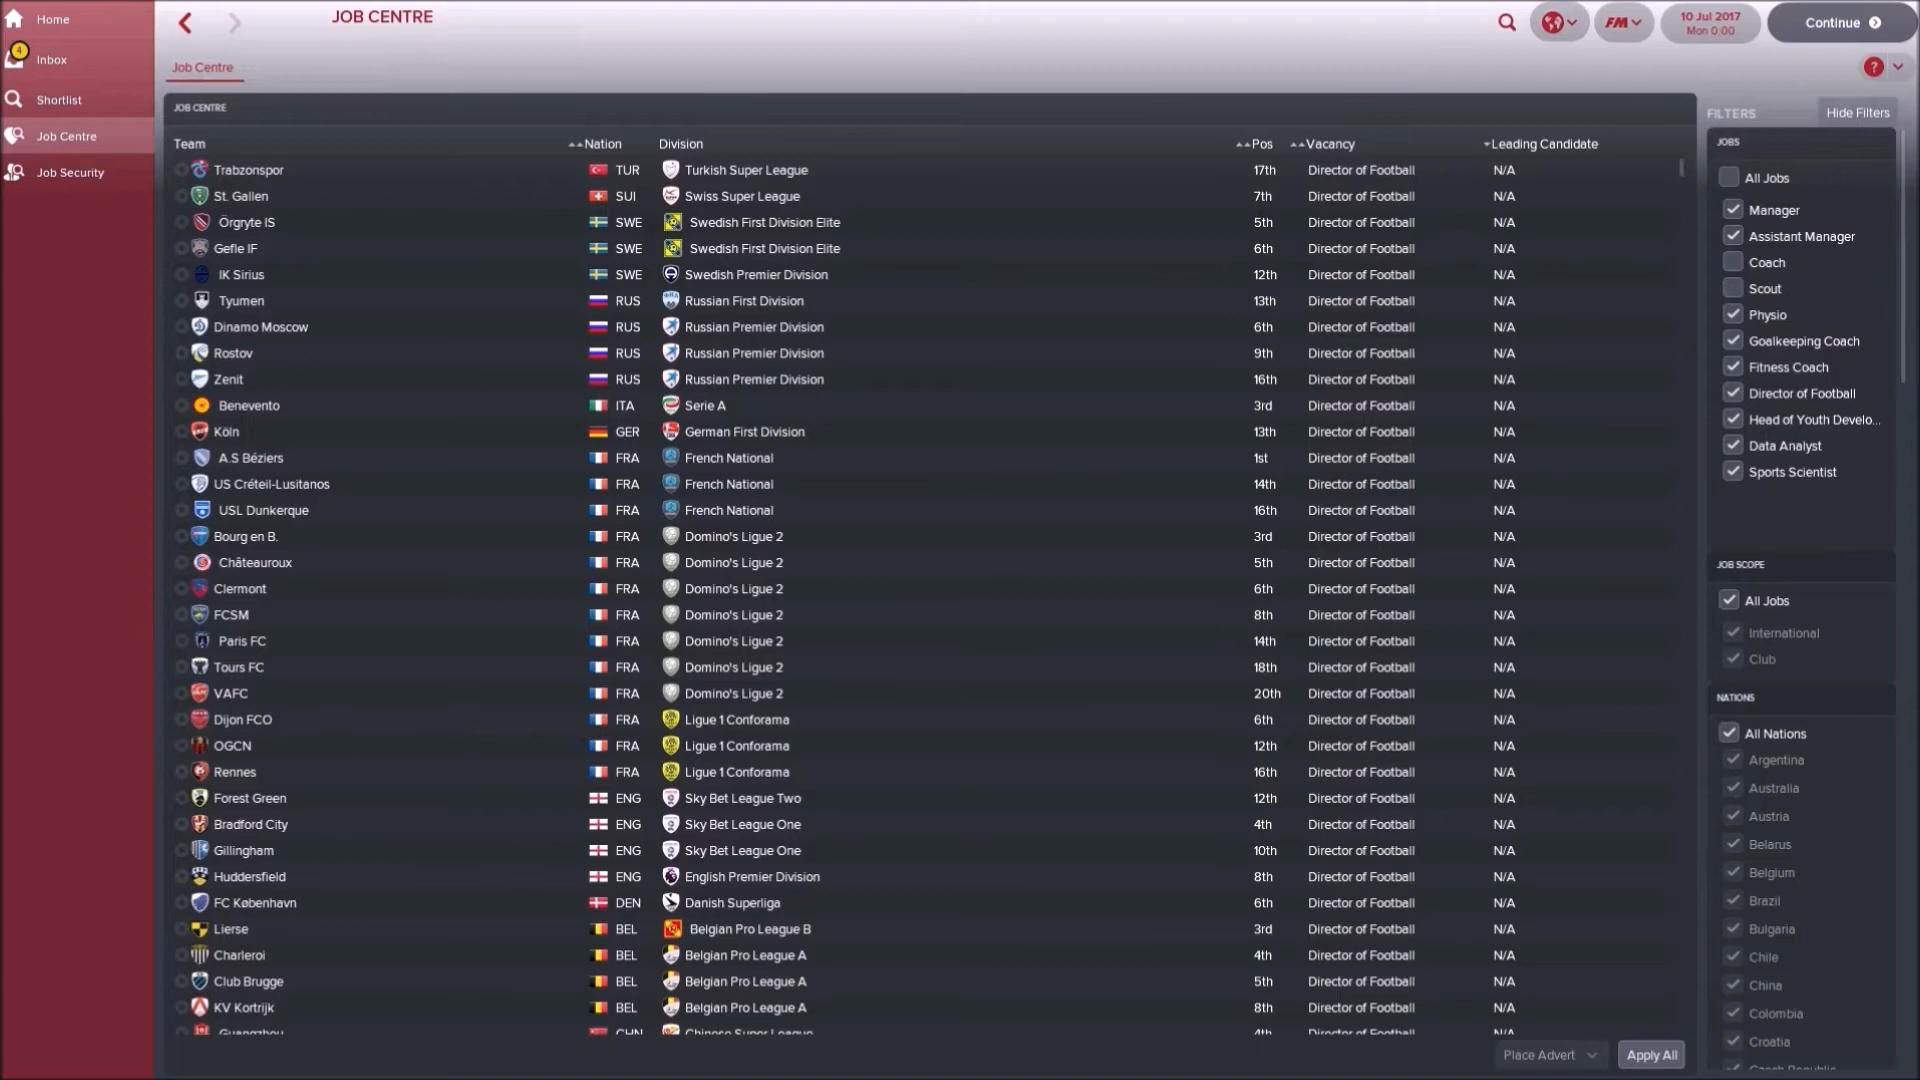 Home
4
Inbox
Shortlist
Job Centre
Job Security
JOB CENTRE
FM
10 Jul 2017
Mon 0:00
Continue
Job Centre
?
JOB CENTRE
Team Nation Division Pos Vacancy Leading Candidate
Trabzonspor TUR Turkish Super League 17th Director of Football N/A
St. Gallen SUI Swiss Super League 7th Director of Football N/A
Örgryte IS SWE Swedish First Division Elite 5th Director of Football N/A
Gefle IF SWE Swedish First Division Elite 6th Director of Football N/A
IK Sirius SWE Swedish Premier Division 12th Director of Football N/A
Tyumen RUS Russian First Division 13th Director of Football N/A
Dinamo Moscow RUS Russian Premier Division 6th Director of Football N/A
Rostov RUS Russian Premier Division 9th Director of Football N/A
Zenit RUS Russian Premier Division 16th Director of Football N/A
Benevento ITA Serie A 3rd Director of Football N/A
Köln GER German First Division 13th Director of Football N/A
A.S Béziers FRA French National 1st Director of Football N/A
US Créteil-Lusitanos FRA French National 14th Director of Football N/A
USL Dunkerque FRA French National 16th Director of Football N/A
Bourg en B. FRA Domino's Ligue 2 3rd Director of Football N/A
Châteauroux FRA Domino's Ligue 2 5th Director of Football N/A
Clermont FRA Domino's Ligue 2 6th Director of Football N/A
FCSM FRA Domino's Ligue 2 8th Director of Football N/A
Paris FC FRA Domino's Ligue 2 14th Director of Football N/A
Tours FC FRA Domino's Ligue 2 18th Director of Football N/A
VAFC FRA Domino's Ligue 2 20th Director of Football N/A
Dijon FCO FRA Ligue 1 Conforama 6th Director of Football N/A
OGCN FRA Ligue 1 Conforama 12th Director of Football N/A
Rennes FRA Ligue 1 Conforama 16th Director of Football N/A
Forest Green ENG Sky Bet League Two 12th Director of Football N/A
Bradford City ENG Sky Bet League One 4th Director of Football N/A
Gillingham ENG Sky Bet League One 10th Director of Football N/A
Huddersfield ENG English Premier Division 8th Director of Football N/A
FC København DEN Danish Superliga 6th Director of Football N/A
Lierse BEL Belgian Pro League B 3rd Director of Football N/A
Charleroi BEL Belgian Pro League A 4th Director of Football N/A
Club Brugge BEL Belgian Pro League A 5th Director of Football N/A
KV Kortrijk BEL Belgian Pro League A 8th Director of Football N/A
Guangzhou CHN Chinese Super League 4th Director of Football N/A
Place Advert
Apply All
FILTERS
Hide Filters
JOBS
All Jobs
Manager
Assistant Manager
Coach
Scout
Physio
Goalkeeping Coach
Fitness Coach
Director of Football
Head of Youth Develo...
Data Analyst
Sports Scientist
JOB SCOPE
All Jobs
International
Club
NATIONS
All Nations
Argentina
Australia
Austria
Belarus
Belgium
Brazil
Bulgaria
Chile
China
Colombia
Croatia
Czech Republic